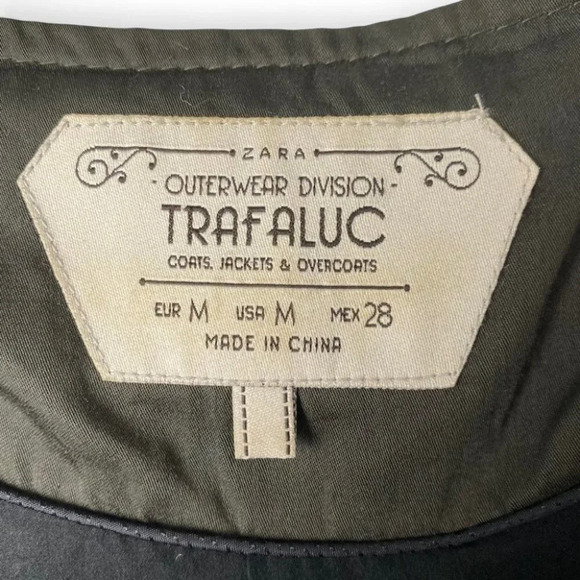 ZARA
- OUTERWEAR DIVISION -
TRAFALUC
COATS, JACKETS & OVERCOATS
EUR M USA M MEX 28
MADE IN CHINA